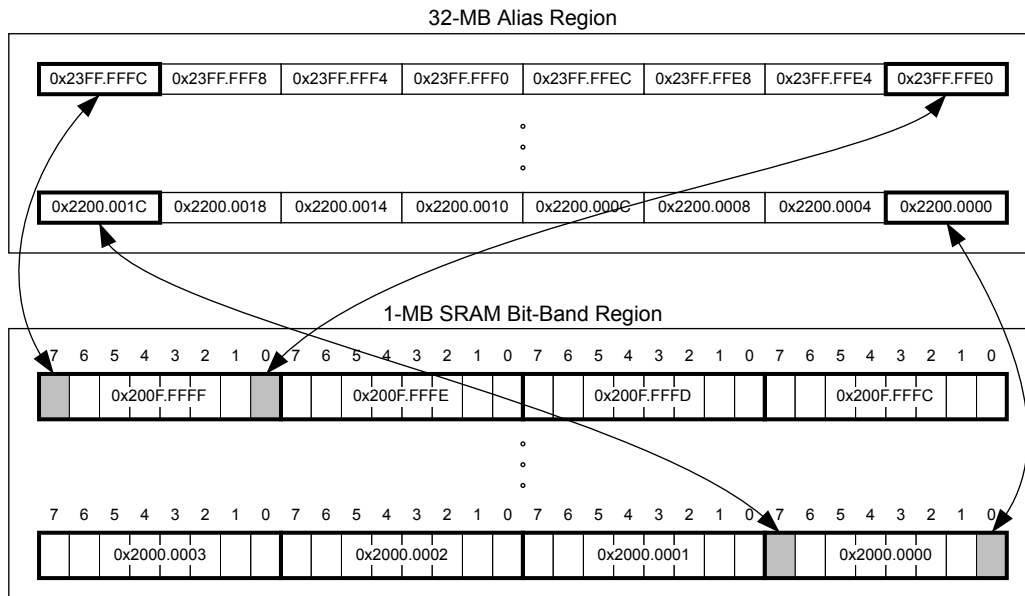 32-MB Alias Region
0x23FF.FFFC 0x23FF.FFF8 0x23FF.FFF4 0x23FF.FFF0 0x23FF.FFEC 0x23FF.FFE8 0x23FF.FFE4 0x23FF.FFE0
0x2200.001C 0x2200.0018 0x2200.0014 0x2200.0010 0x2200.000C 0x2200.0008 0x2200.0004 0x2200.0000
1-MB SRAM Bit-Band Region
7 6 5 4 3 2 1 0 7 6 5 4 3 2 1 0 7 6 5 4 3 2 1 0 7 6 5 4 3 2 1 0
0x200F.FFFF 0x200F.FFFE 0x200F.FFFD 0x200F.FFFC
7 6 5 4 3 2 1 0 7 6 5 4 3 2 1 0 7 6 5 4 3 2 1 0 7 6 5 4 3 2 1 0
0x2000.0003 0x2000.0002 0x2000.0001 0x2000.0000